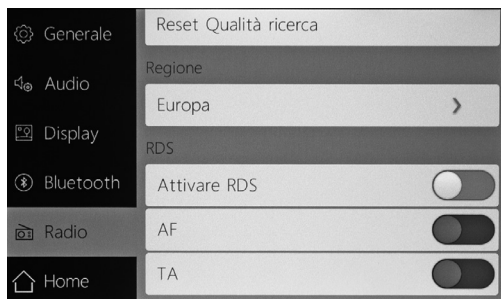 Generale
Audio
Display
Bluetooth
Radio
Home
Reset Qualità ricerca
Regione
Europa
RDS
Attivare RDS
AF
TA